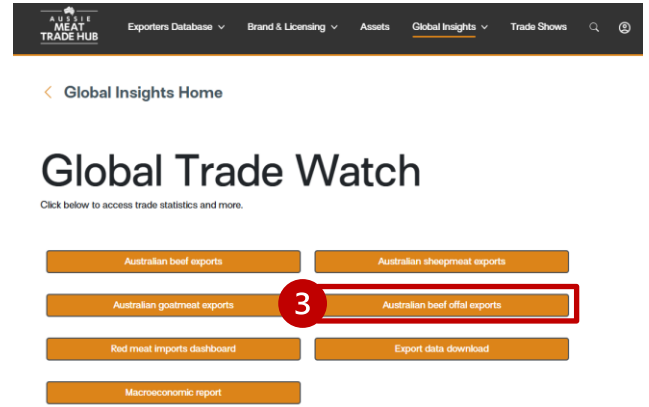 AUSSIE
MEAT
TRADE HUB
Exporters Database
Brand & Licensing
Assets
Global Insights
Trade Shows
Global Insights Home
Global Trade Watch
Click below to access trade statistics and more.
Australian beef exports
Australian sheepmeat exports
Australian goatmeat exports
3
Australian beef offal exports
Red meat imports dashboard
Export data download
Macroeconomic report